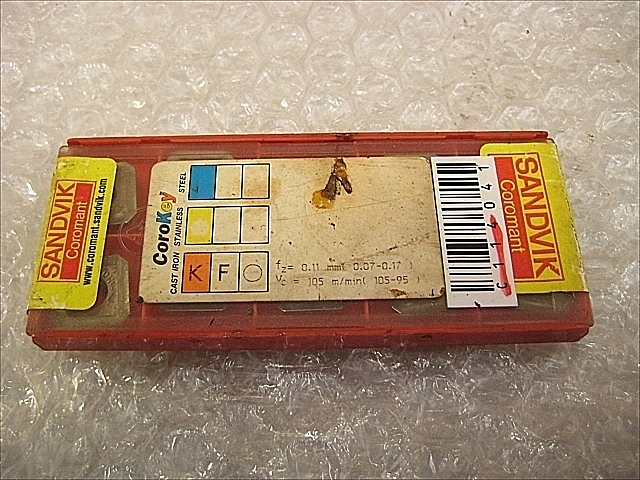 SANDVIK
Coromant
www.coromant.sandvik.com
CoroKey
STEEL
STAINLESS
CAST IRON
K F
fz= 0.11 mm( 0.07-0.17 )
Vc = 105 m/min( 105-95 )
C114041
SANDVIK
Coromant